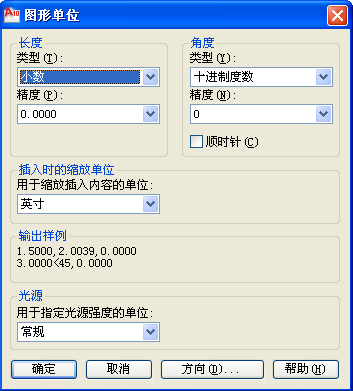 图形单位
长度
类型(T):
小数
精度(P):
0.0000
角度
类型(Y):
十进制度数
精度(N):
0
顺时针(C)
插入时的缩放单位
用于缩放插入内容的单位:
英寸
输出样例
1.5000,2.0039,0.0000
3.0000<45,0.0000
光源
用于指定光源强度的单位:
常规
确定
取消
方向(D)...
帮助(H)